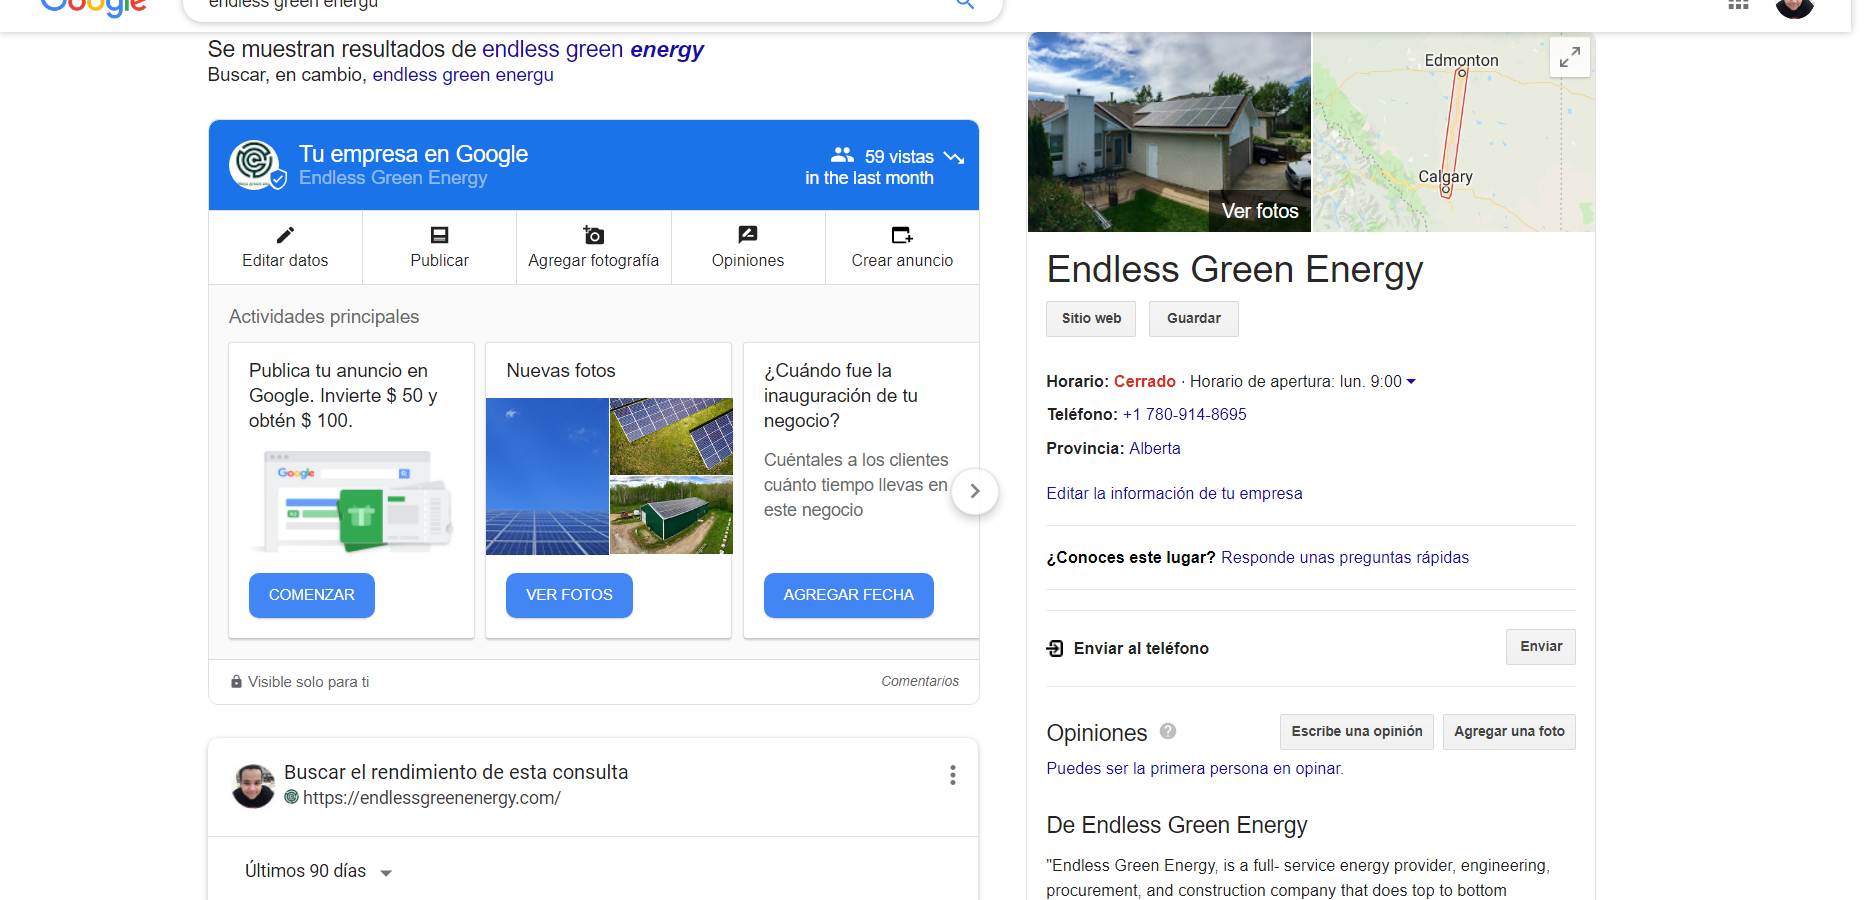 Google
endless green energu
Se muestran resultados de endless green energy
Buscar, en cambio, endless green energu
Tu empresa en Google
Endless Green Energy
59 vistas
in the last month
Editar datos
Publicar
Agregar fotografía
Opiniones
Crear anuncio
Actividades principales
Publica tu anuncio en
Google. Invierte $ 50 y
obtén $ 100.
Google
COMENZAR
Nuevas fotos
VER FOTOS
¿Cuándo fue la
inauguración de tu
negocio?
Cuéntales a los clientes
cuánto tiempo llevas en
este negocio
AGREGAR FECHA
Visible solo para ti
Comentarios
Buscar el rendimiento de esta consulta
https://endlessgreenenergy.com/
Últimos 90 días
Ver fotos
Edmonton
Calgary
Endless Green Energy
Sitio web
Guardar
Horario: Cerrado · Horario de apertura: lun. 9:00
Teléfono: +1 780-914-8695
Provincia: Alberta
Editar la información de tu empresa
¿Conoces este lugar? Responde unas preguntas rápidas
Enviar al teléfono
Enviar
Opiniones
Escribe una opinión
Agregar una foto
Puedes ser la primera persona en opinar.
De Endless Green Energy
"Endless Green Energy, is a full- service energy provider, engineering,
procurement, and construction company that does top to bottom